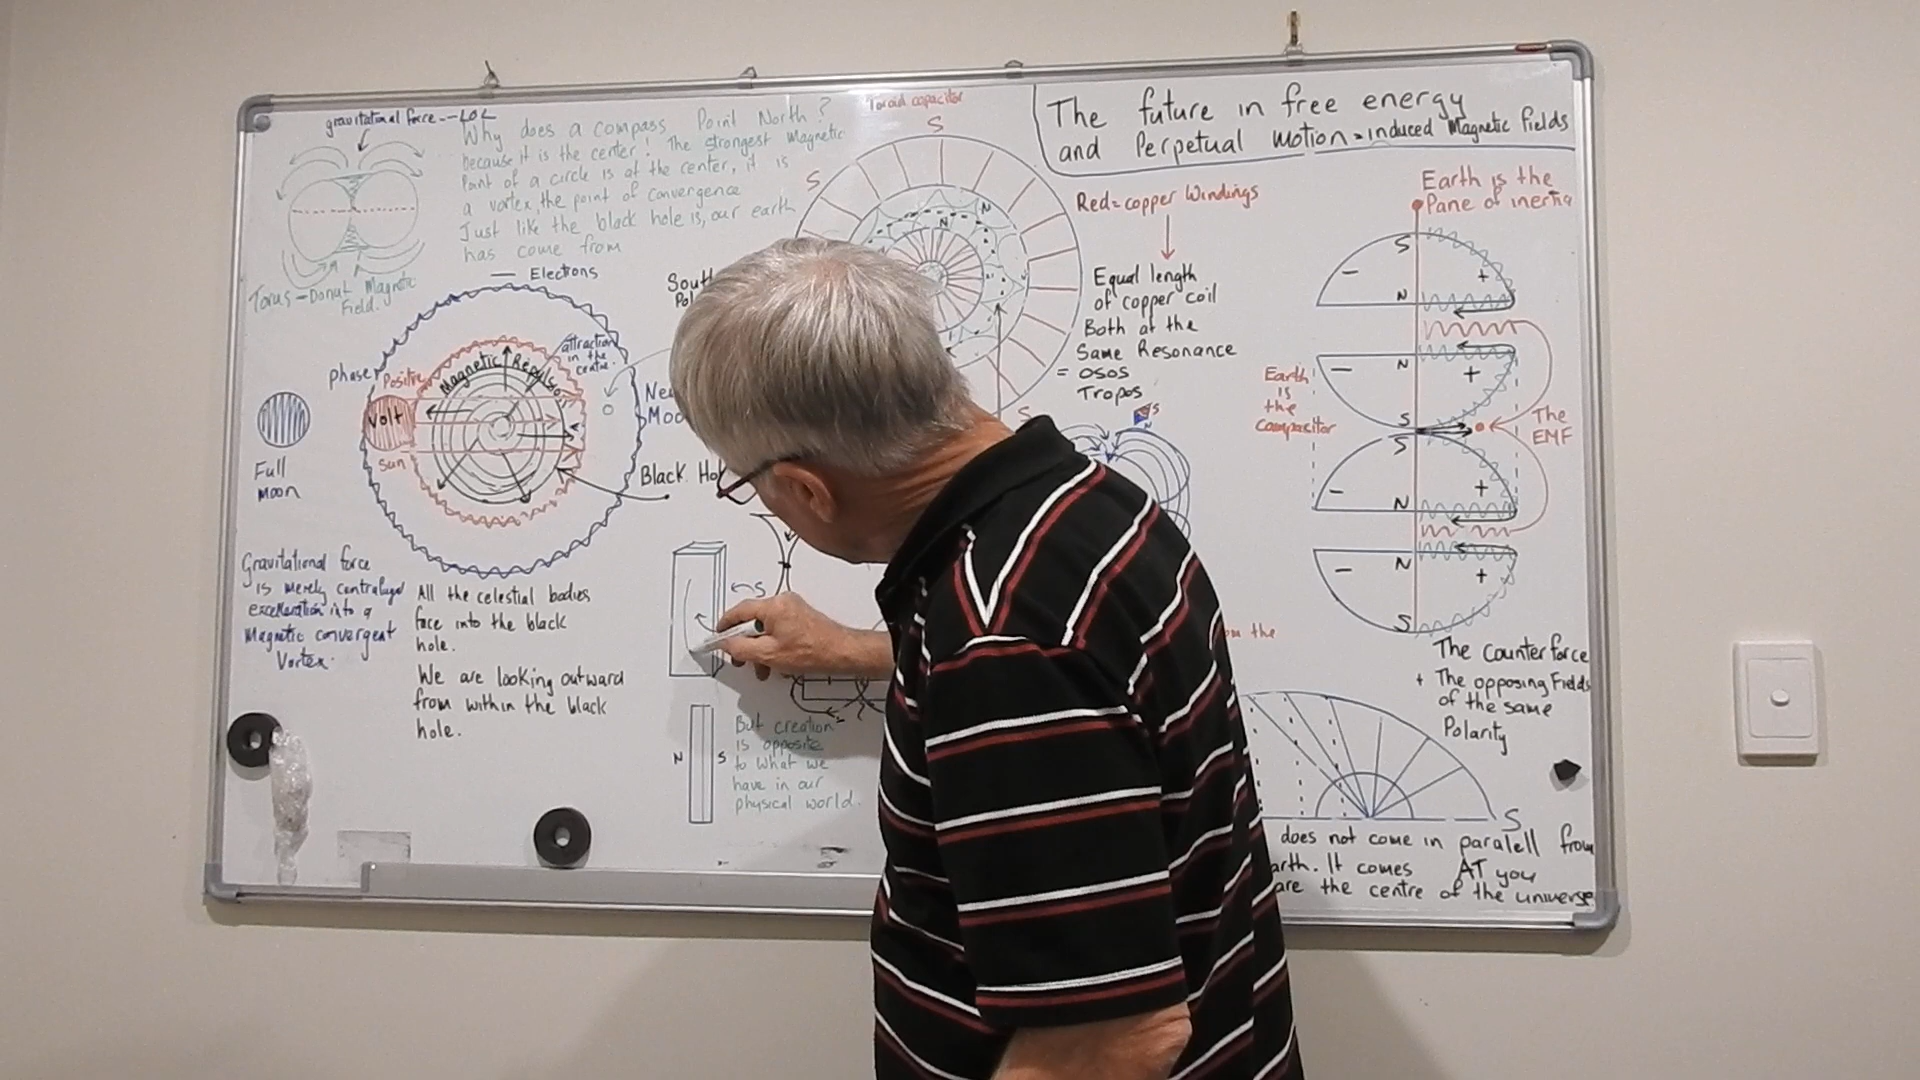 gravitational force -- LOL
Why does a compass Point North?
because it is the center! The strongest Magnetic
Point of a circle is at the center, it is
a vortex, the point of convergence
Just like the black hole is, our earth
has come from
Torus - Donut Magnetic
Field.
Electrons
phase
Positive
Magnetic Repulsion
attraction
in the
centre.
Volt
Sun
Full
Moon
New
Moo
Black Ho
South
Pol
Gravitational force
is merely
into a
Magnetic convergent
Vortex.
All the celestial bodies
face into the black
hole.
We are looking outward
from within the black
hole.
S
N S
But creation
is opposite
to what we
have in our
physical world.
Toroid capacitor
S
S
N
N
S
The future in free energy
and Perpetual motion = induced Magnetic fields
Red = copper windings
Equal length
of copper coil
Both at the
Same Resonance
= OSOS
Tropos
S
N
om the
Earth is the
Pane of inertia
S
- +
N
N
- +
S
S
- +
N
N
- +
S
Earth
is
the
compasitor
The
EMF
The counter force
+ The opposing Fields
of the same
Polarity
S
does not come in paralell from
arth. It comes AT you
are the centre of the universe